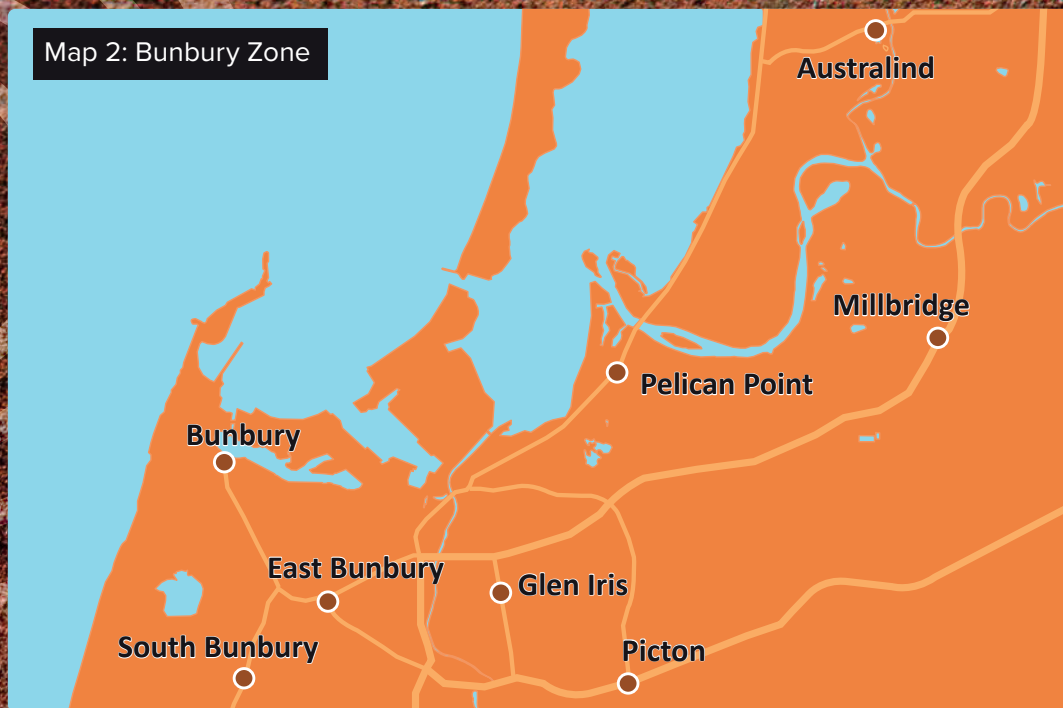 Map 2: Bunbury Zone
Australind
Millbridge
Pelican Point
Bunbury
East Bunbury
Glen Iris
South Bunbury
Picton